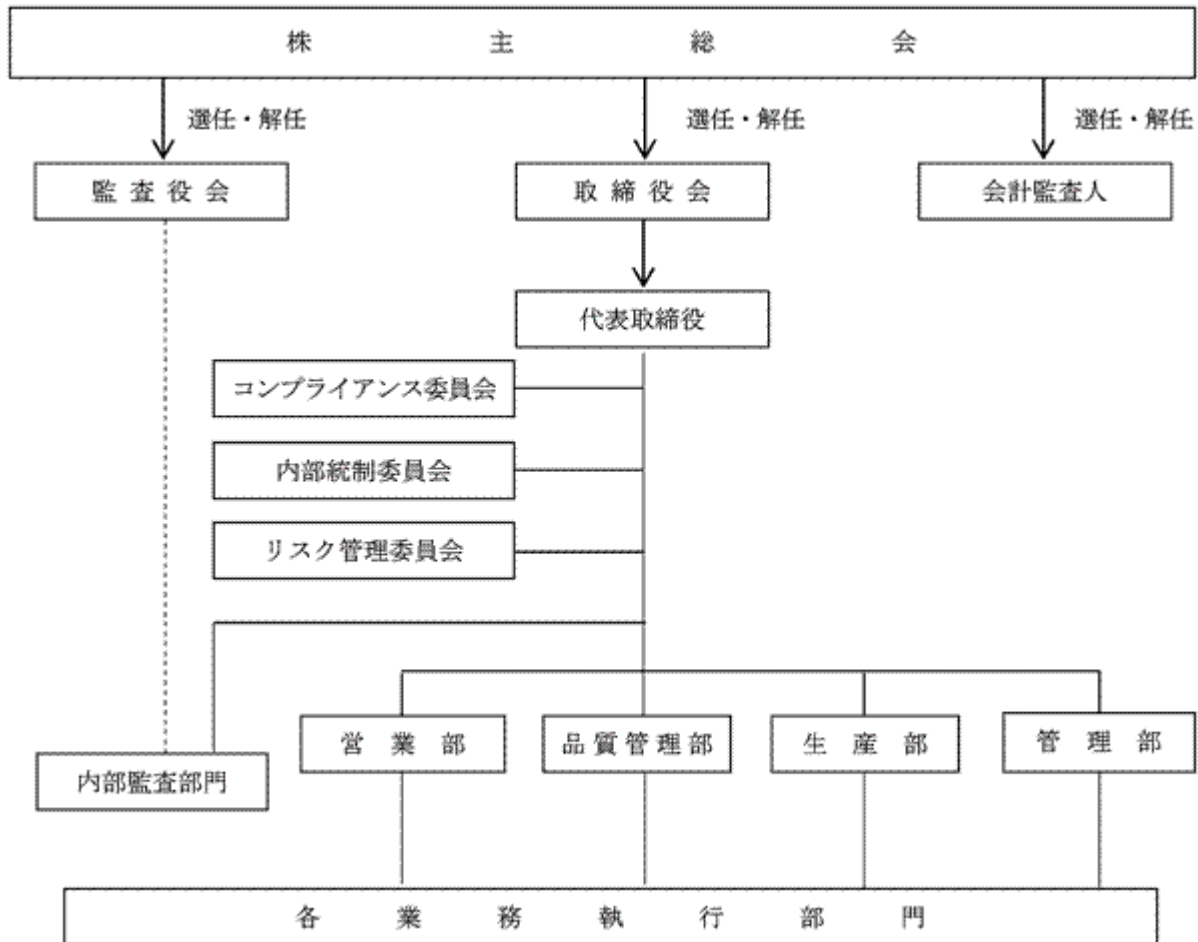 株主総会
選任・解任
選任・解任
選任・解任
監査役会
取締役会
会計監査人
代表取締役
コンプライアンス委員会
内部統制委員会
リスク管理委員会
営業部
品質管理部
生産部
管理部
内部監査部門
各業務執行部門